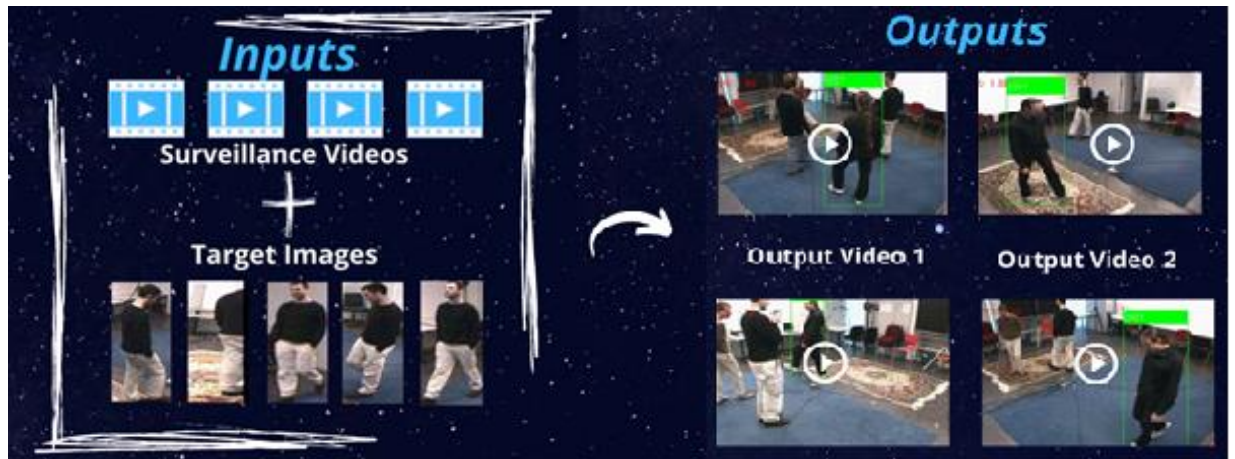 Inputs
Surveillance Videos
+
Target Images
Outputs
Output Video 1
Output Video 2